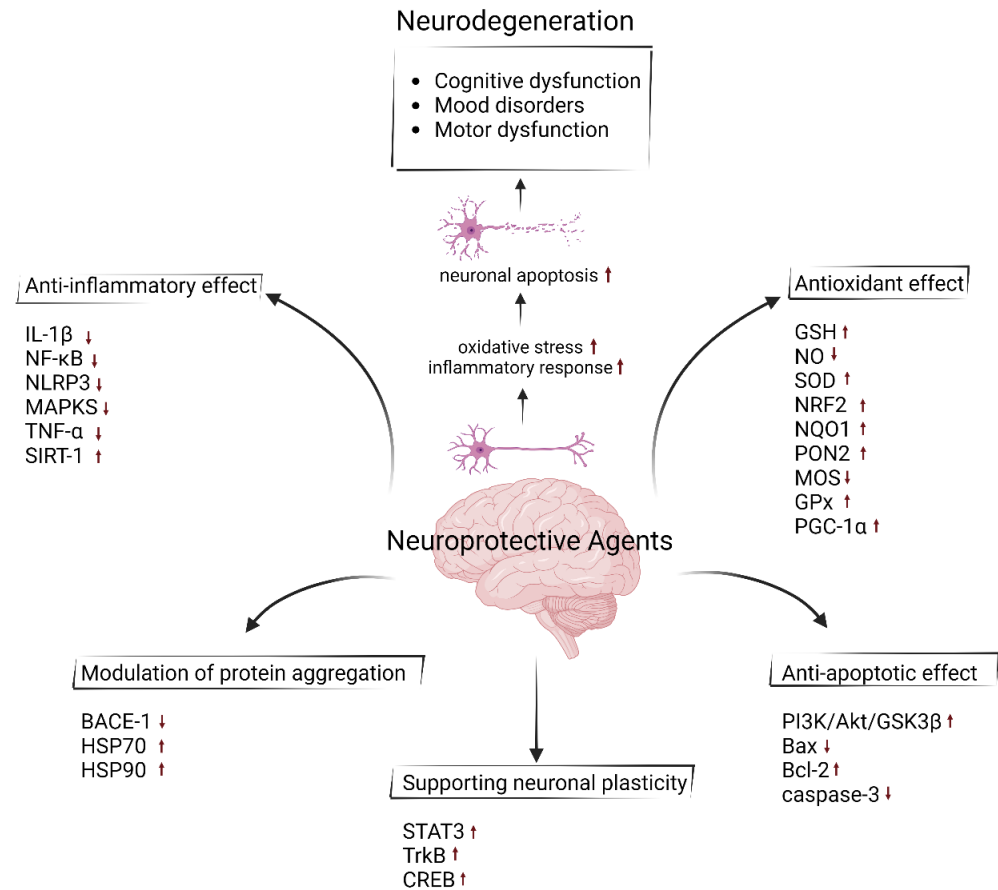 Neurodegeneration
• Cognitive dysfunction
• Mood disorders
• Motor dysfunction
neuronal apoptosis ↑
oxidative stress ↑
inflammatory response ↑
Anti-inflammatory effect
IL-1β ↓
NF-κB ↓
NLRP3 ↓
MAPKS ↓
TNF-α ↓
SIRT-1 ↑
Antioxidant effect
GSH ↑
NO ↓
SOD ↑
NRF2 ↑
NQO1 ↑
PON2 ↑
MOS ↓
GPx ↑
PGC-1α ↑
Neuroprotective Agents
Modulation of protein aggregation
BACE-1 ↓
HSP70 ↑
HSP90 ↑
Supporting neuronal plasticity
STAT3 ↑
TrkB ↑
CREB ↑
Anti-apoptotic effect
PI3K/Akt/GSK3β ↑
Bax ↓
Bcl-2 ↑
caspase-3 ↓